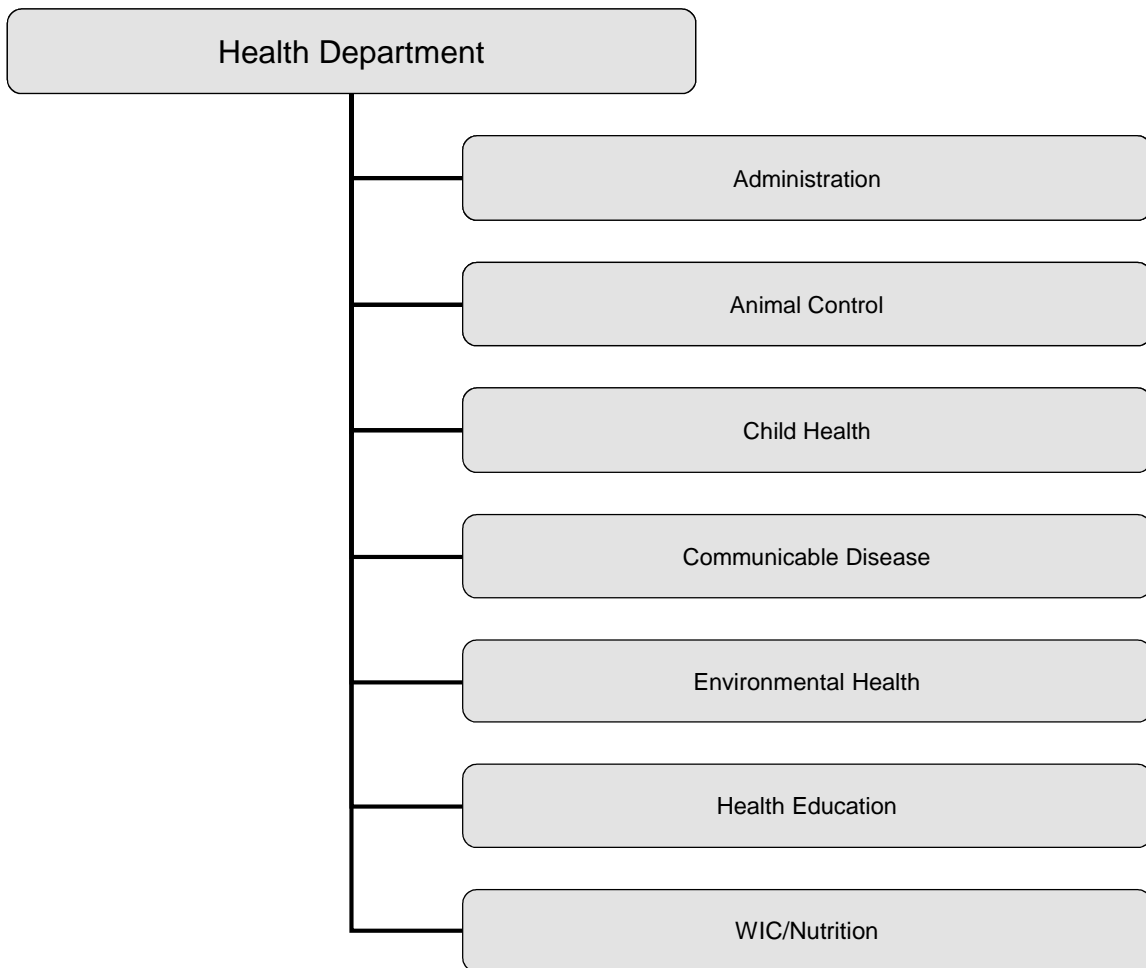 Health Department
Administration
Animal Control
Child Health
Communicable Disease
Environmental Health
Health Education
WIC/Nutrition